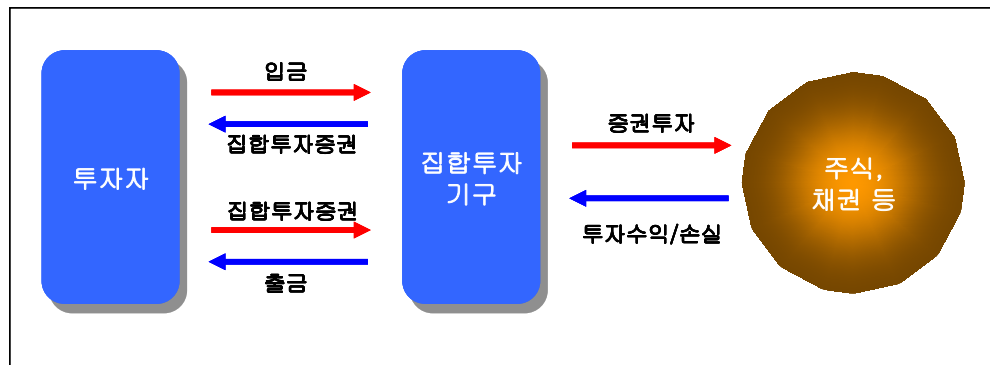 투자자
입금
집합투자증권
집합투자증권
출금
집합투자
기구
증권투자
투자수익/손실
주식,
채권 등